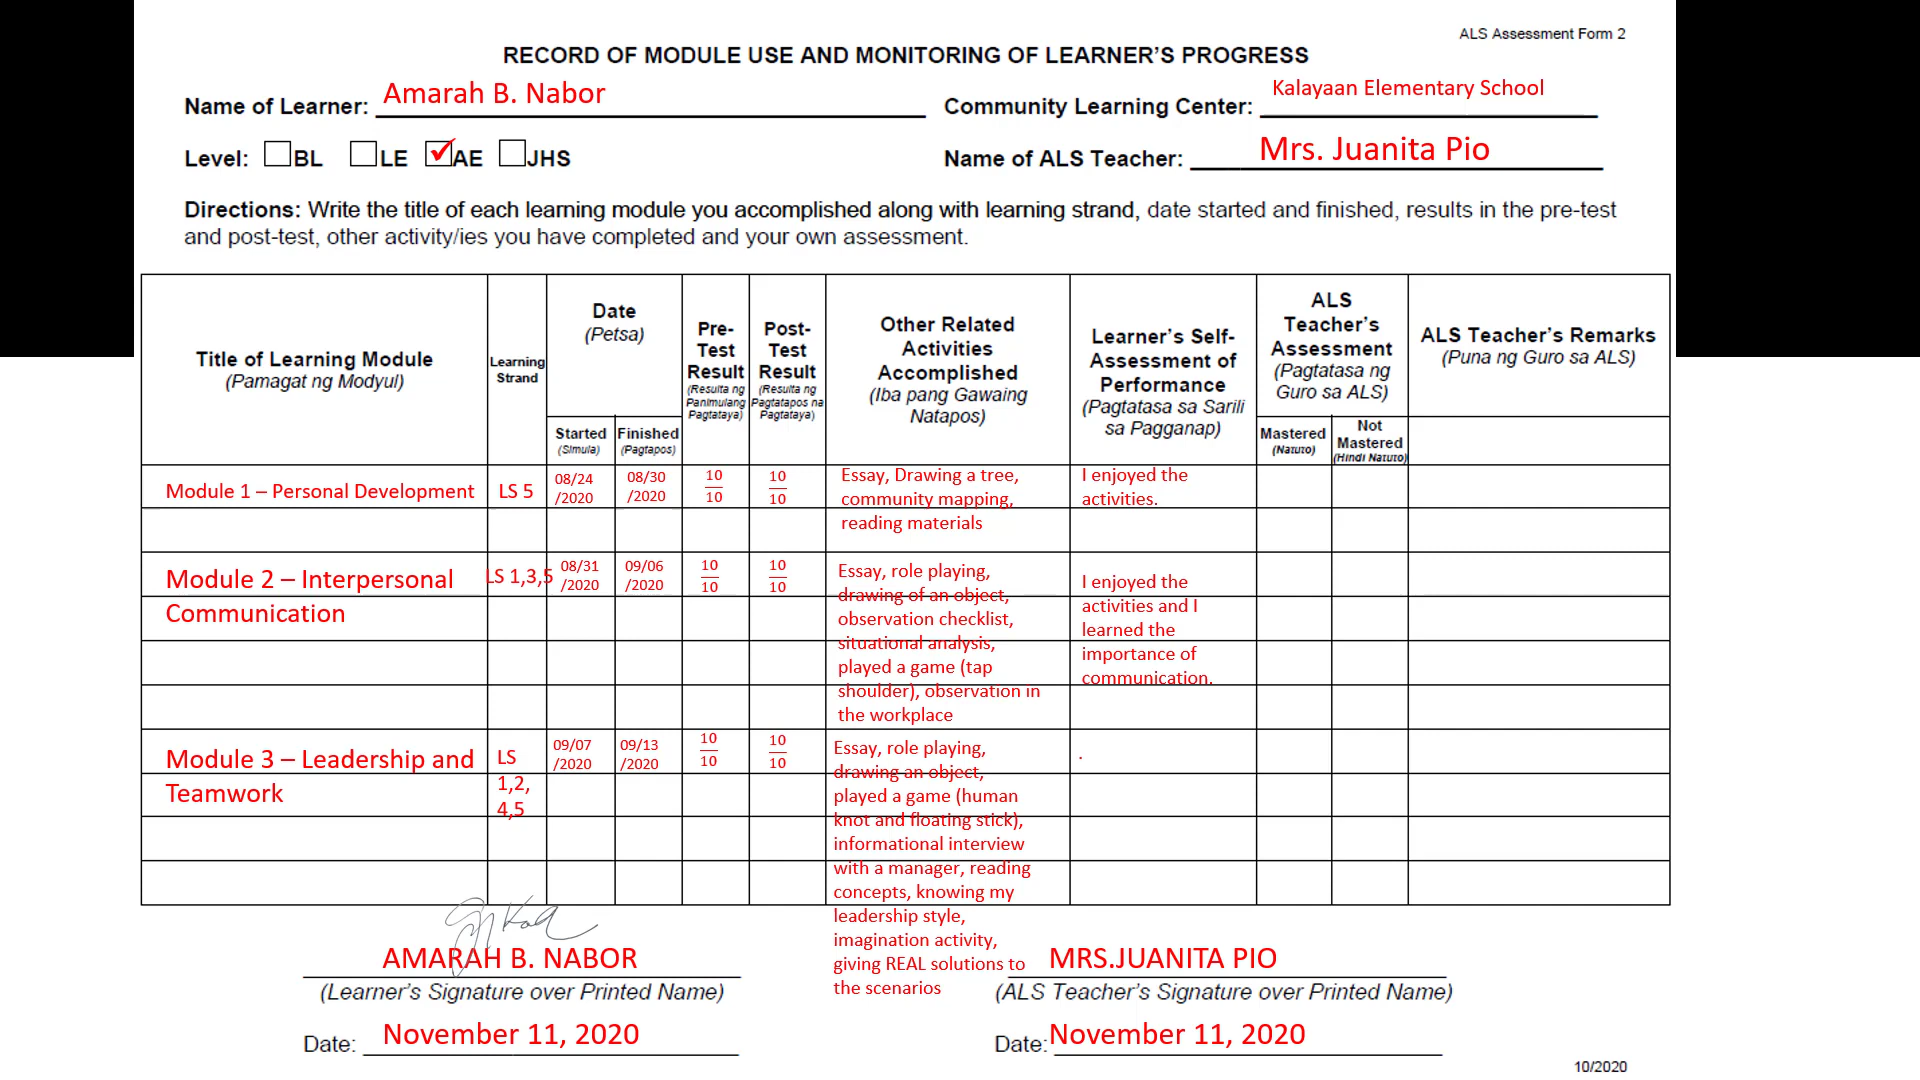 ALS Assessment Form 2
RECORD OF MODULE USE AND MONITORING OF LEARNER'S PROGRESS
Name of Learner: Amarah B. Nabor
Community Learning Center: Kalayaan Elementary School
Level: BL LE ✓ AE JHS
Name of ALS Teacher: Mrs. Juanita Pio
Directions: Write the title of each learning module you accomplished along with learning strand, date started and finished, results in the pre-test
and post-test, other activity/ies you have completed and your own assessment.
Title of Learning Module
(Pamagat ng Modyul)
Learning
Strand
Date
(Petsa)
Started
(Simula)
Finished
(Pagtapos)
Pre-
Test
Result
(Resulta ng
Panimulang
Pagtataya)
Post-
Test
Result
(Resulta ng
Pagtatapos na
Pagtataya)
Other Related
Activities
Accomplished
(Iba pang Gawaing
Natapos)
Learner's Self-
Assessment of
Performance
(Pagtatasa sa Sarili
sa Pagganap)
ALS
Teacher's
Assessment
(Pagtatasa ng
Guro sa ALS)
Mastered
(Natuto)
Not
Mastered
(Hindi Natuto)
ALS Teacher's Remarks
(Puna ng Guro sa ALS)
Module 1 – Personal Development
LS 5
08/24
/2020
08/30
/2020
10
10
10
10
Essay, Drawing a tree,
community mapping,
reading materials
I enjoyed the
activities.
Module 2 – Interpersonal
Communication
LS 1,3,5
08/31
/2020
09/06
/2020
10
10
10
10
Essay, role playing,
drawing of an object,
observation checklist,
situational analysis,
played a game (tap
shoulder), observation in
the workplace
I enjoyed the
activities and I
learned the
importance of
communication.
Module 3 – Leadership and
Teamwork
LS
1,2,
4,5
09/07
/2020
09/13
/2020
10
10
10
10
Essay, role playing,
drawing an object,
played a game (human
knot and floating stick),
informational interview
with a manager, reading
concepts, knowing my
leadership style,
imagination activity,
giving REAL solutions to
the scenarios
.
AMARAH B. NABOR
(Learner's Signature over Printed Name)
Date: November 11, 2020
MRS.JUANITA PIO
(ALS Teacher's Signature over Printed Name)
Date: November 11, 2020
10/2020